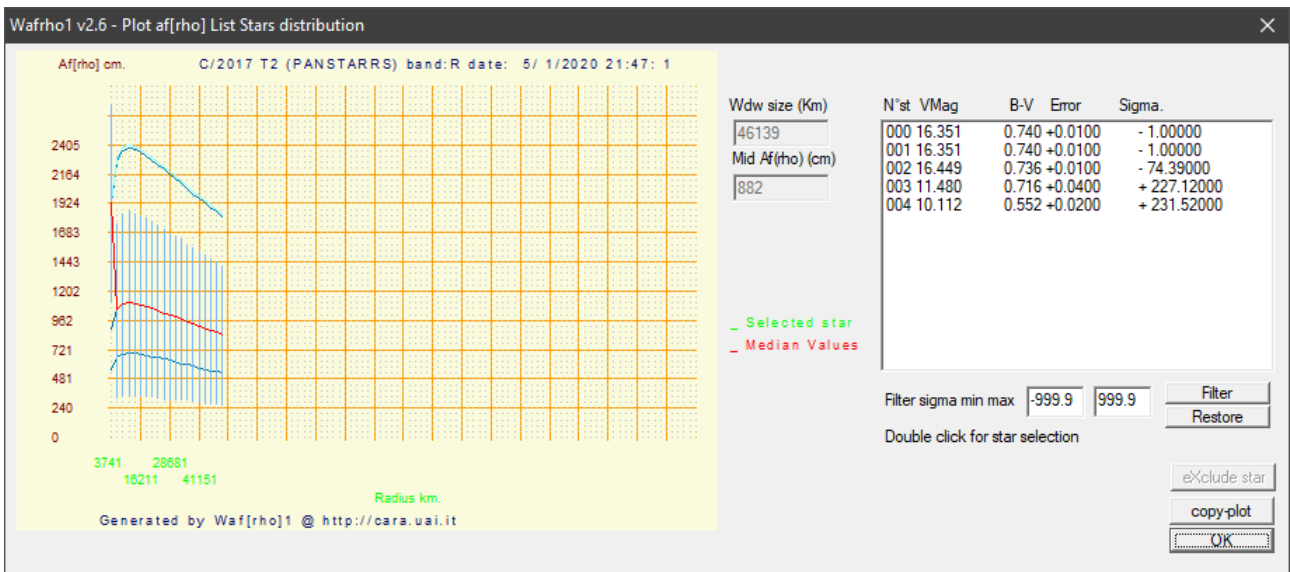 Wafrho1 v2.6 - Plot af[rho] List Stars distribution
Af[rho] cm. C/2017 T2 (PANSTARRS) band:R date: 5/ 1/2020 21:47: 1
2405
2164
1924
1683
1443
1202
962
721
481
240
0
3741 28681
16211 41151
Radius km.
Generated by Waf[rho]1 @ http://cara.uai.it
Wdw size (Km)
46139
Mid Af(rho) (cm)
882
_ Selected star
_ Median Values
N°st VMag B-V Error Sigma.
000 16.351 0.740 +0.0100 - 1.00000
001 16.351 0.740 +0.0100 - 1.00000
002 16.449 0.736 +0.0100 - 74.39000
003 11.480 0.716 +0.0400 + 227.12000
004 10.112 0.552 +0.0200 + 231.52000
Filter sigma min max -999.9 999.9 Filter
Restore
Double click for star selection
eXclude star
copy-plot
OK